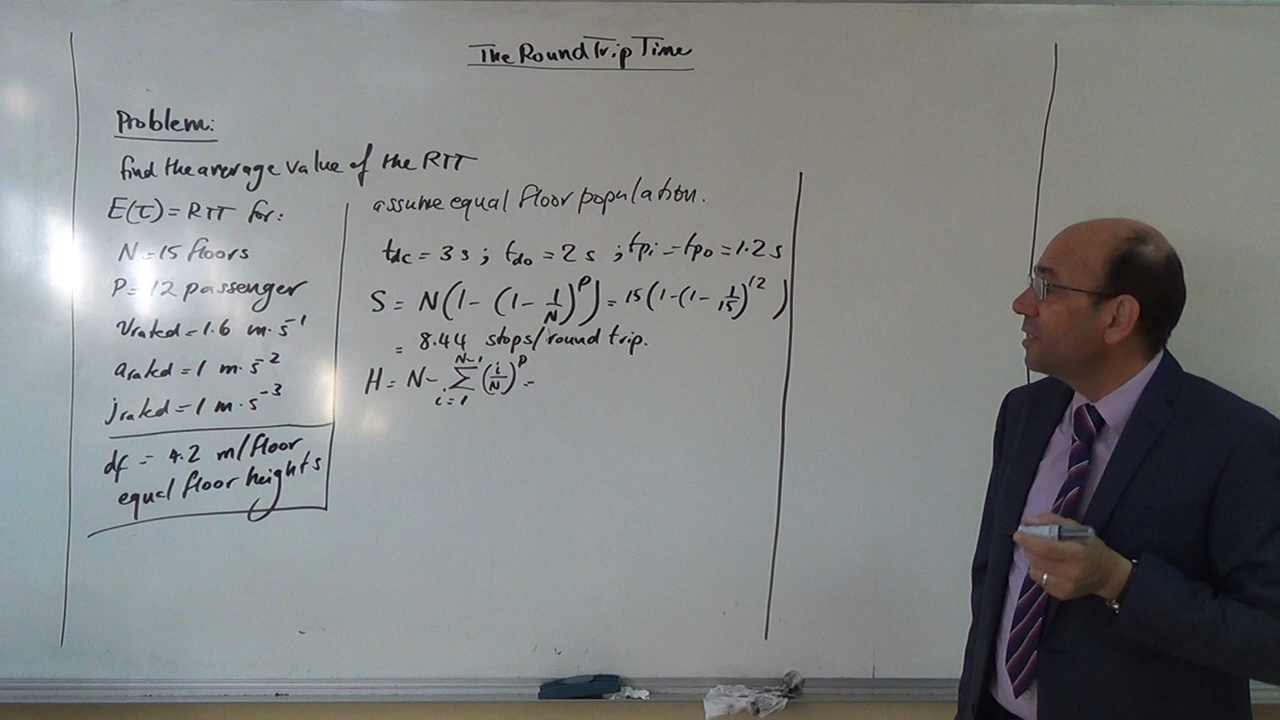 The Round Trip Time
Problem:
find the average value of the RTT
E(τ) = RTT for:
N = 15 floors
P = 12 passenger
Vrated = 1.6 m·s⁻¹
arated = 1 m·s⁻²
jrated = 1 m·s⁻³
df = 4.2 m/floor
equal floor heights
assume equal floor population.
tdc = 3 s ; tdo = 2 s ; tpi = tpo = 1.2 s
S = N(1 - (1 - 1/N)^P) = 15(1 - (1 - 1/15)^12)
= 8.44 stops/round trip.
H = N - Σ_{i=1}^{N-1} (i/N)^P =